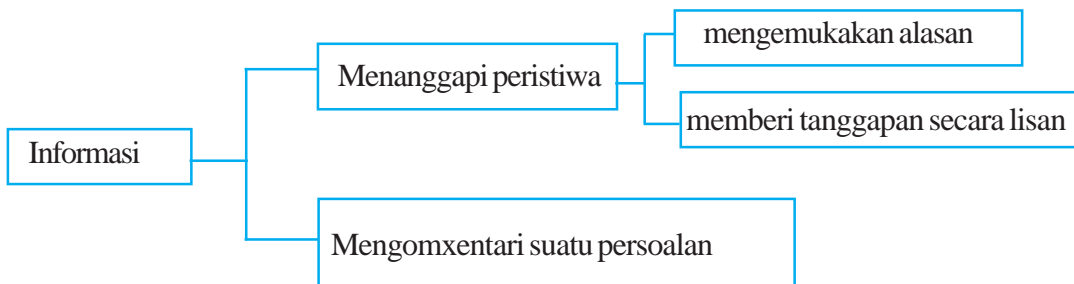 mengemukakan alasan
Menanggapi peristiwa
memberi tanggapan secara lisan
Informasi
Mengomxentari suatu persoalan